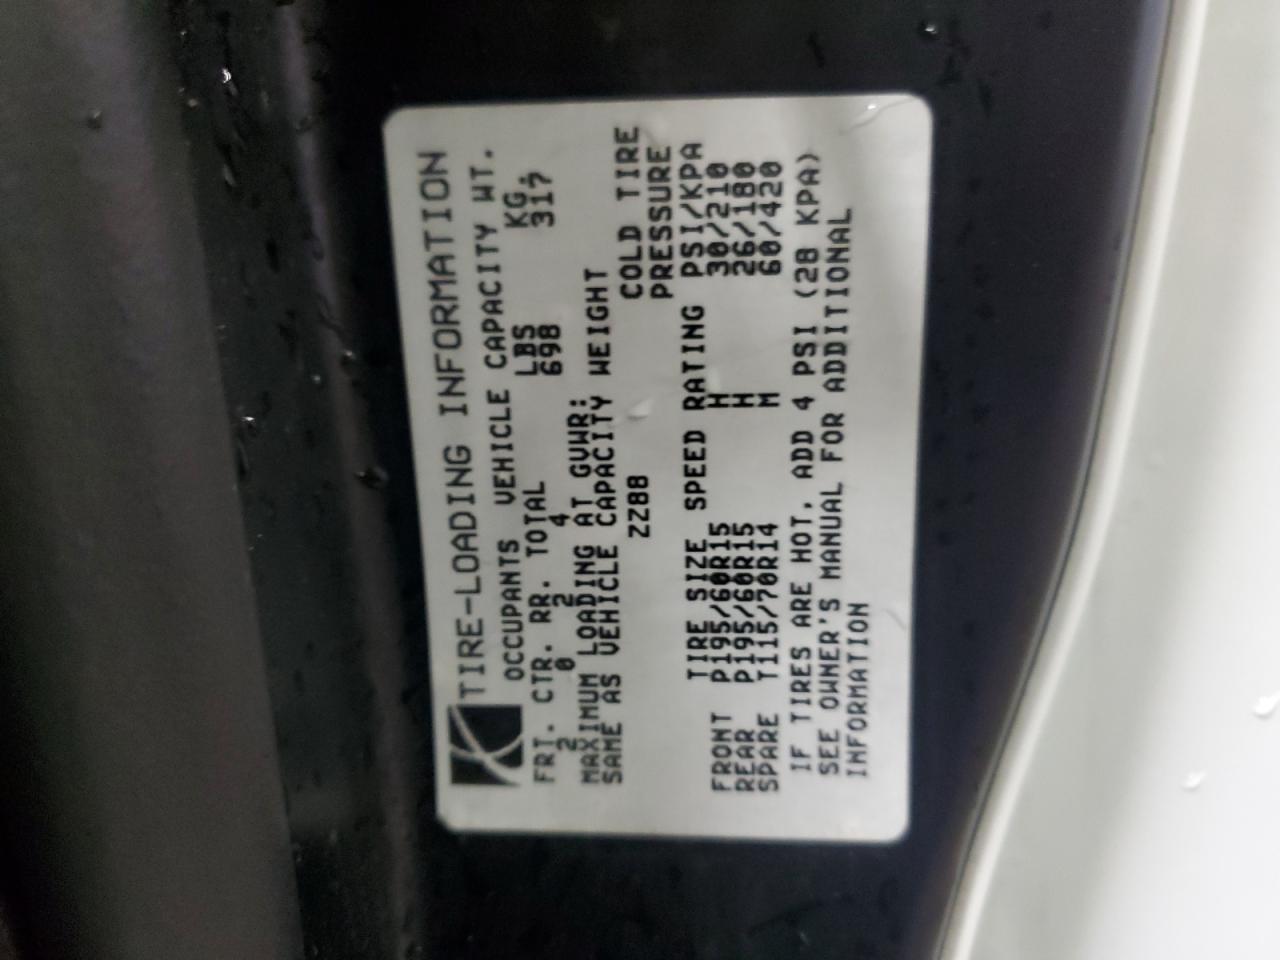 TIRE-LOADING INFORMATION
OCCUPANTS VEHICLE CAPACITY WT.
FRT. CTR. RR. TOTAL LBS KG.
2 0 2 4 698 317
MAXIMUM LOADING AT GVWR:
SAME AS VEHICLE CAPACITY WEIGHT
ZZ88 COLD TIRE
PRESSURE
TIRE SIZE SPEED RATING PSI/KPA
FRONT P195/60R15 H 30/210
REAR P195/60R15 H 26/180
SPARE T115/70R14 M 60/420
IF TIRES ARE HOT, ADD 4 PSI (28 KPA)
SEE OWNER'S MANUAL FOR ADDITIONAL
INFORMATION